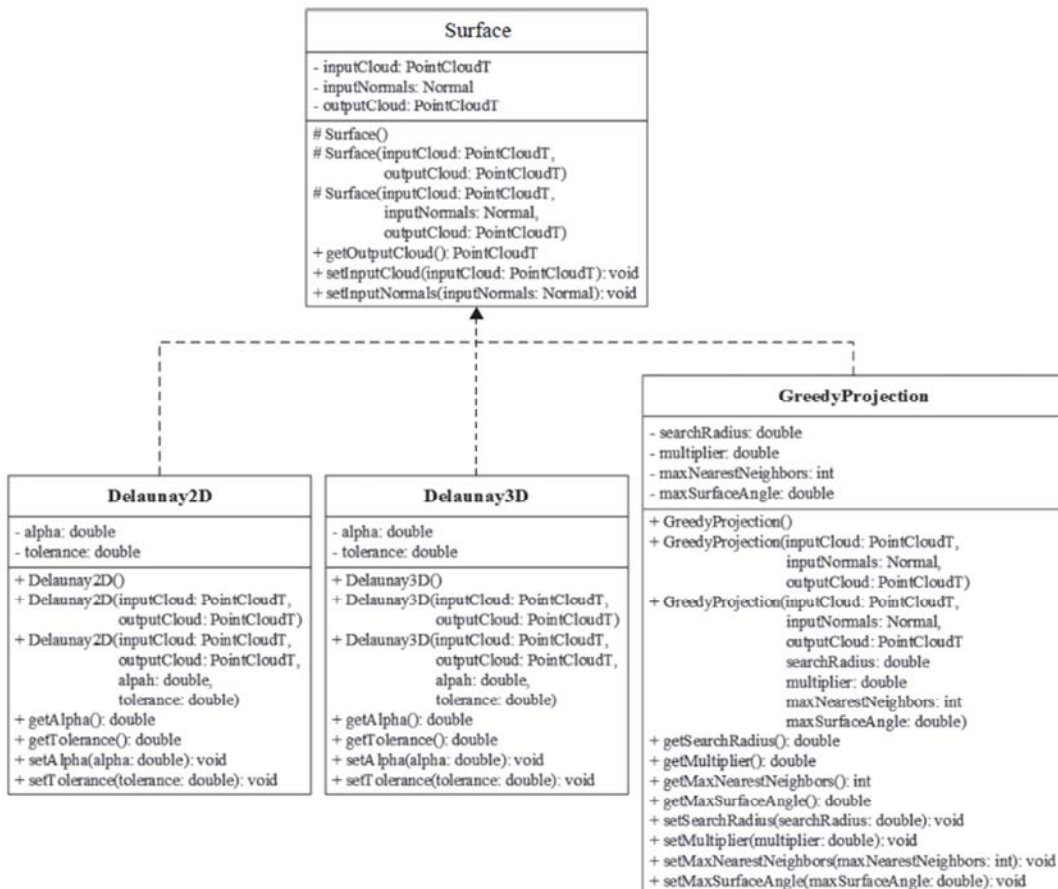 Surface
- inputCloud: PointCloudT
- inputNormals: Normal
- outputCloud: PointCloudT
# Surface()
# Surface(inputCloud: PointCloudT,
outputCloud: PointCloudT)
# Surface(inputCloud: PointCloudT,
inputNormals: Normal,
outputCloud: PointCloudT)
+ getOutputCloud(): PointCloudT
+ setInputCloud(inputCloud: PointCloudT): void
+ setInputNormals(inputNormals: Normal): void
Delaunay2D
- alpha: double
- tolerance: double
+ Delaunay2D()
+ Delaunay2D(inputCloud: PointCloudT,
outputCloud: PointCloudT)
+ Delaunay2D(inputCloud: PointCloudT,
outputCloud: PointCloudT,
alpah: double,
tolerance: double)
+ getAlpha(): double
+ getTolerance(): double
+ setAlpha(alpha: double): void
+ setTolerance(tolerance: double): void
Delaunay3D
- alpha: double
- tolerance: double
+ Delaunay3D()
+ Delaunay3D(inputCloud: PointCloudT,
outputCloud: PointCloudT)
+ Delaunay3D(inputCloud: PointCloudT,
outputCloud: PointCloudT,
alpah: double,
tolerance: double)
+ getAlpha(): double
+ getTolerance(): double
+ setAlpha(alpha: double): void
+ setTolerance(tolerance: double): void
GreedyProjection
- searchRadius: double
- multiplier: double
- maxNearestNeighbors: int
- maxSurfaceAngle: double
+ GreedyProjection()
+ GreedyProjection(inputCloud: PointCloudT,
inputNormals: Normal,
outputCloud: PointCloudT)
+ GreedyProjection(inputCloud: PointCloudT,
inputNormals: Normal,
outputCloud: PointCloudT
searchRadius: double
multiplier: double
maxNearestNeighbors: int
maxSurfaceAngle: double)
+ getSearchRadius(): double
+ getMultiplier(): double
+ getMaxNearestNeighbors(): int
+ getMaxSurfaceAngle(): double
+ setSearchRadius(searchRadius: double): void
+ setMultiplier(multiplier: double): void
+ setMaxNearestNeighbors(maxNearestNeighbors: int): void
+ setMaxSurfaceAngle(maxSurfaceAngle: double): void